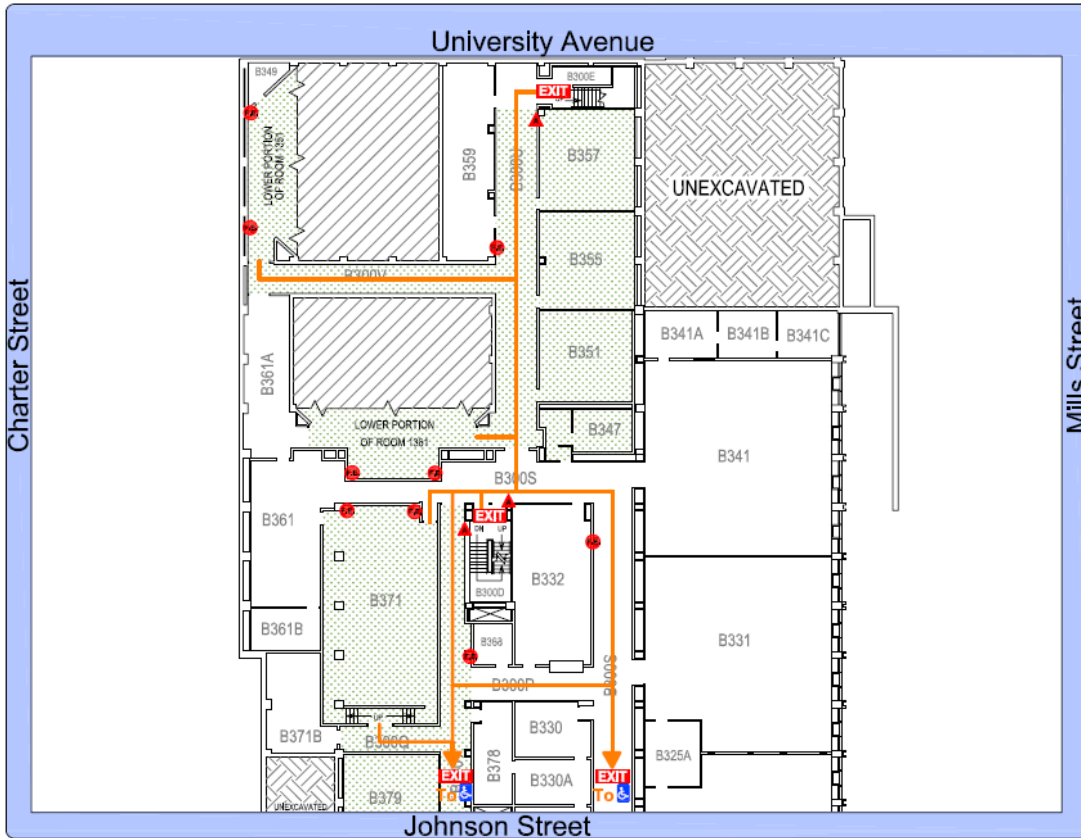 University Avenue
B349
B300E
EXIT
LOWER PORTION
OF ROOM 1351
B359
B357
UNEXCAVATED
B355
B300V
B351
B341A
B341B
B341C
Charter Street
Mills Street
B361A
LOWER PORTION
OF ROOM 1361
B347
B341
B300S
B361
EXIT
DN UP
B332
B300D
B371
B361B
B368
B331
B300S
B300P
B330
B371B
B300Q
B378
B325A
EXIT
To
B330A
EXIT
To
B379
UNEXCAVATED
Johnson Street